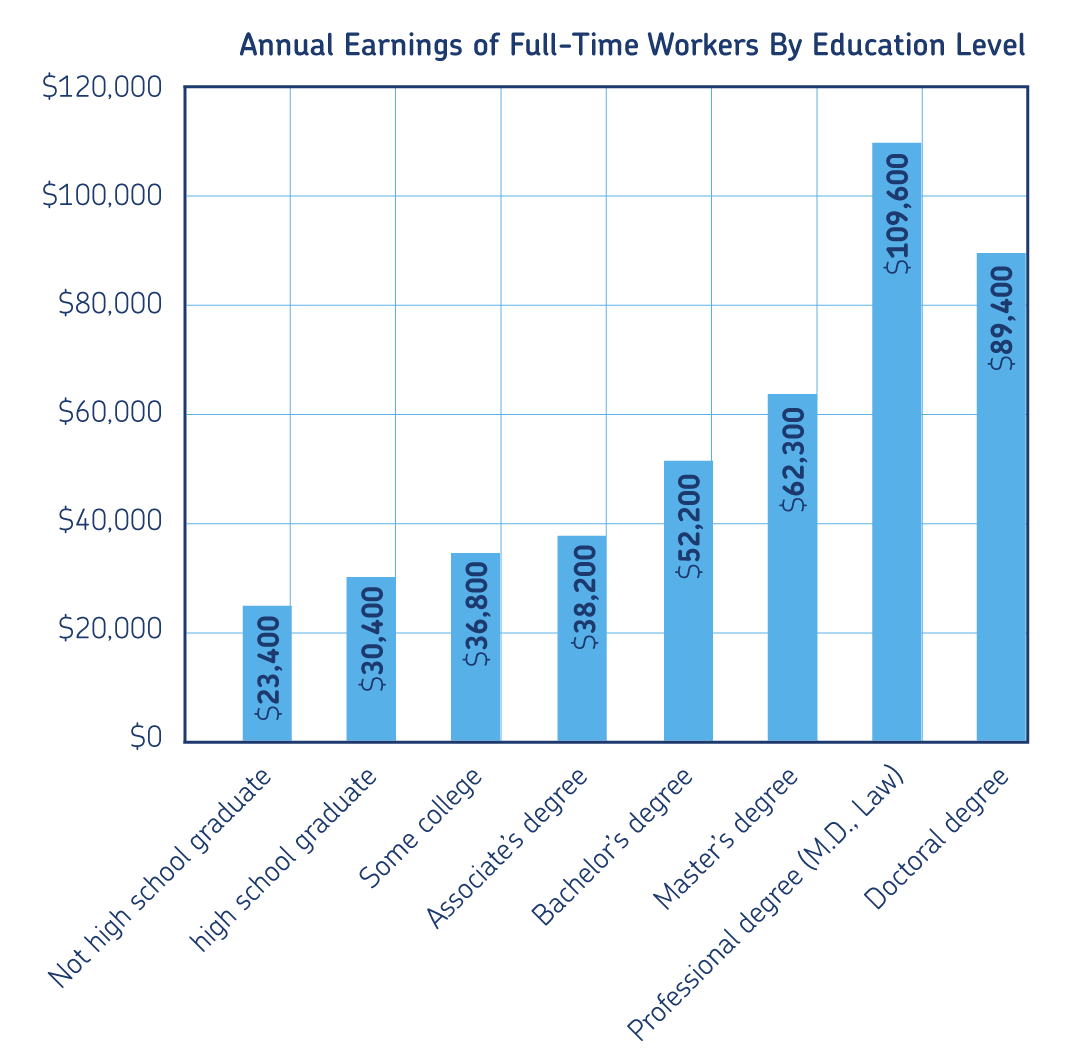 Annual Earnings of Full-Time Workers By Education Level
$120,000
$100,000
$80,000
$60,000
$40,000
$20,000
$0
$23,400
$30,400
$36,800
$38,200
$52,200
$62,300
$109,600
$89,400
Not high school graduate
high school graduate
Some college
Associate's degree
Bachelor's degree
Master's degree
Professional degree (M.D., Law)
Doctoral degree